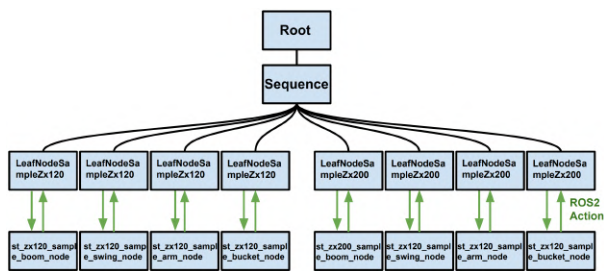 Root
Sequence
LeafNodeSa
mpleZx120
LeafNodeSa
mpleZx120
LeafNodeSa
mpleZx120
LeafNodeSa
mpleZx120
LeafNodeSa
mpleZx200
LeafNodeSa
mpleZx200
LeafNodeSa
mpleZx200
LeafNodeSa
mpleZx200
ROS2
Action
st_zx120_sampl
e_boom_node
st_zx120_sampl
e_swing_node
st_zx120_sampl
e_arm_node
st_zx120_sampl
e_bucket_node
st_zx200_sampl
e_boom_node
st_zx120_sampl
e_swing_node
st_zx120_sampl
e_arm_node
st_zx120_sampl
e_bucket_node